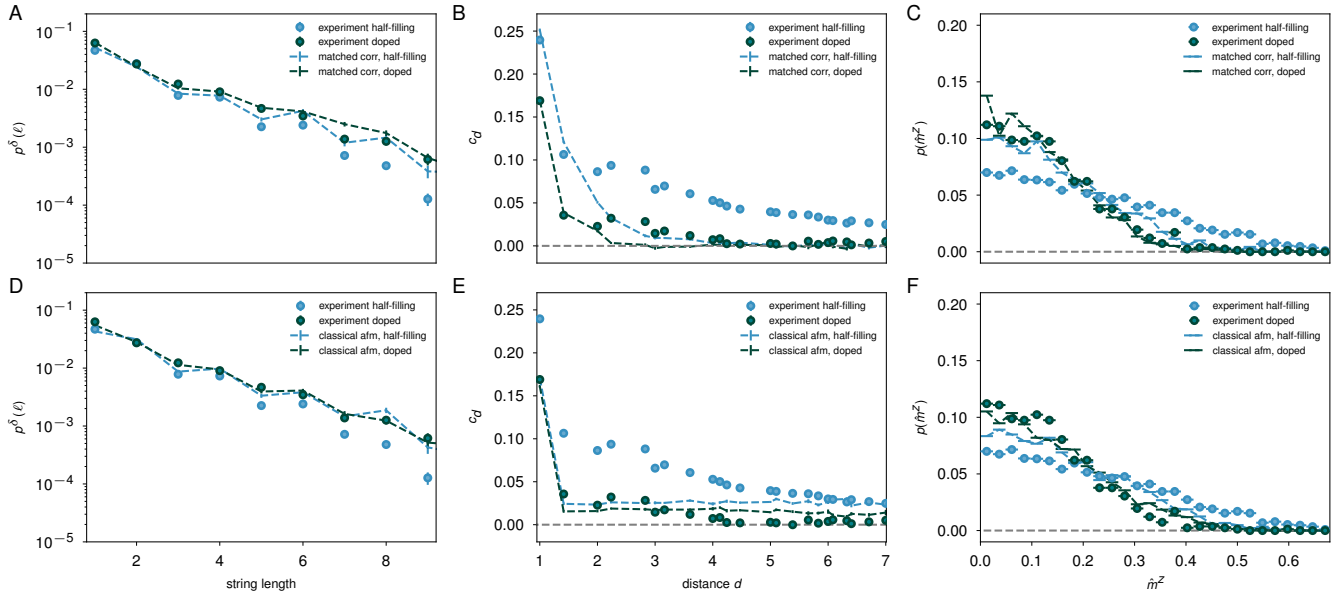 A
B
C
experiment half-filling
experiment doped
matched corr, half-filling
matched corr, doped
experiment half-filling
experiment doped
matched corr, half-filling
matched corr, doped
experiment half-filling
experiment doped
matched corr, half-filling
matched corr, doped
10⁻¹
10⁻²
10⁻³
10⁻⁴
10⁻⁵
p^δ(ℓ)
0.25
0.20
0.15
0.10
0.05
0.00
c_d
0.20
0.15
0.10
0.05
0.00
p(m̂^z)
D
E
F
experiment half-filling
experiment doped
classical afm, half-filling
classical afm, doped
experiment half-filling
experiment doped
classical afm, half-filling
classical afm, doped
experiment half-filling
experiment doped
classical afm, half-filling
classical afm, doped
10⁻¹
10⁻²
10⁻³
10⁻⁴
10⁻⁵
p^δ(ℓ)
2 4 6 8
string length
0.25
0.20
0.15
0.10
0.05
0.00
c_d
1 2 3 4 5 6 7
distance d
0.20
0.15
0.10
0.05
0.00
p(m̂^z)
0.0 0.1 0.2 0.3 0.4 0.5 0.6
m̂^z